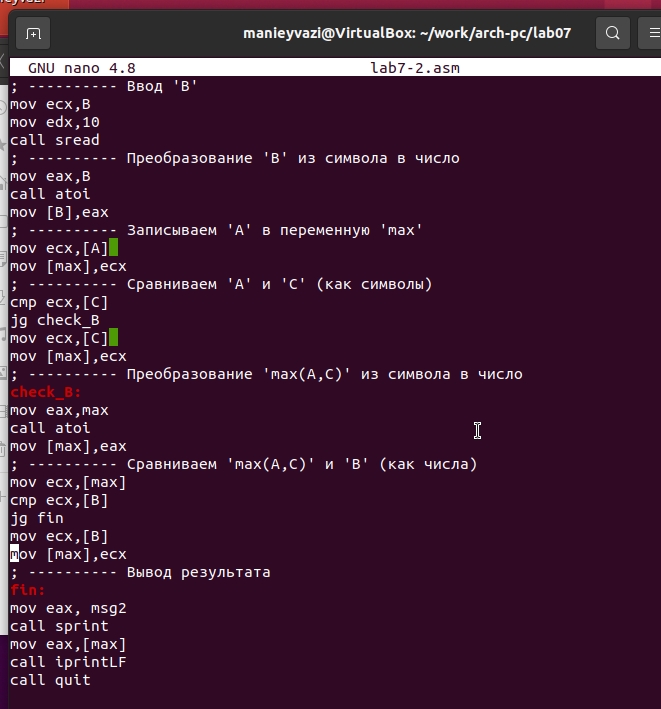 manieyvazi@VirtualBox: ~/work/arch-pc/lab07
GNU nano 4.8 lab7-2.asm
; ---------- Ввод 'B'
mov ecx,B
mov edx,10
call sread
; ---------- Преобразование 'B' из символа в число
mov eax,B
call atoi
mov [B],eax
; ---------- Записываем 'A' в переменную 'max'
mov ecx,[A]
mov [max],ecx
; ---------- Сравниваем 'A' и 'С' (как символы)
cmp ecx,[C]
jg check_B
mov ecx,[C]
mov [max],ecx
; ---------- Преобразование 'max(A,C)' из символа в число
check_B:
mov eax,max
call atoi
mov [max],eax
; ---------- Сравниваем 'max(A,C)' и 'B' (как числа)
mov ecx,[max]
cmp ecx,[B]
jg fin
mov ecx,[B]
mov [max],ecx
; ---------- Вывод результата
fin:
mov eax, msg2
call sprint
mov eax,[max]
call iprintLF
call quit